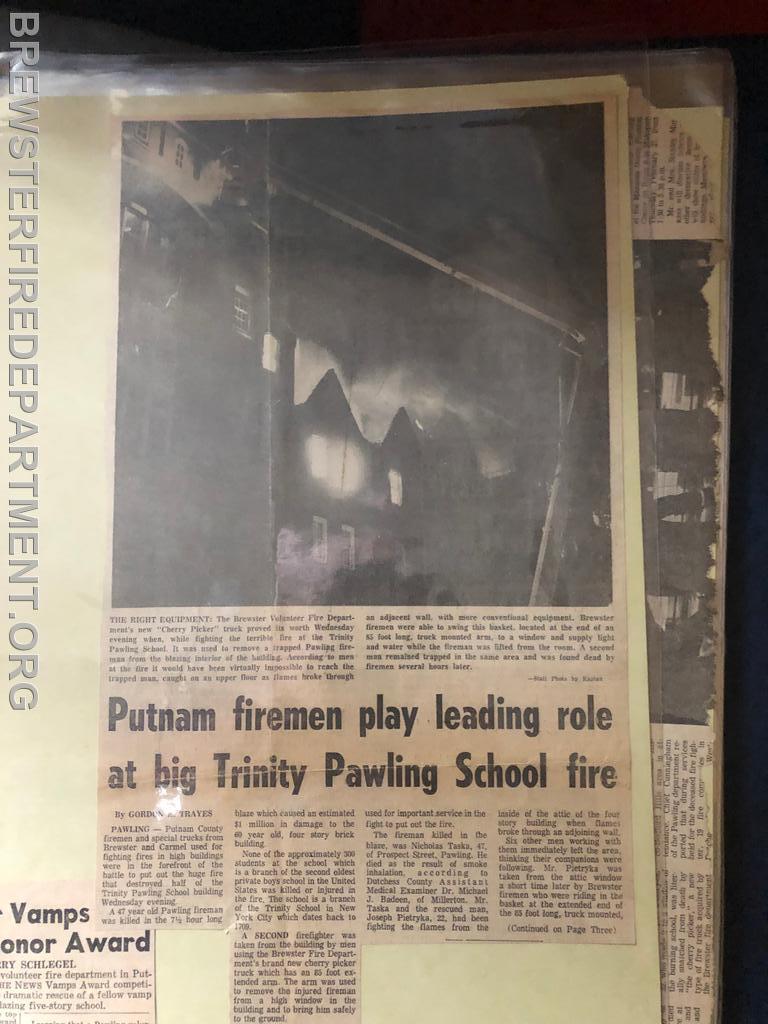 BREWSTERFIREDEPARTMENT.ORG
THE RIGHT EQUIPMENT: The Brewster Volunteer Fire Depart-
ment's new "Cherry Picker" truck proved its worth Wednesday
evening when, while fighting the terrible fire at the Trinity
Pawling School. It was used to remove a trapped Pawling fire-
man from the blazing interior of the building. According to men
at the fire it would have been virtually impossible to reach the
trapped man, caught on an upper floor as flames broke through
an adjacent wall, with more conventional equipment. Brewster
firemen were able to swing this basket, located at the end of an
85 foot long, truck mounted arm, to a window and supply light
and water while the fireman was lifted from the room. A second
man remained trapped in the same area and was found dead by
firemen several hours later.
—Staff Photo by
Putnam firemen play leading role
at big Trinity Pawling School fire
By GORDON TRAYES
PAWLING — Putnam County
firemen and special trucks from
Brewster and Carmel used for
fighting fires in high buildings
were in the forefront of the
battle to put out the huge fire
that destroyed half of the
Trinity Pawling School building
Wednesday evening.
A 47 year old Pawling fireman
was killed in the 7½ hour long
blaze which caused an estimated
$1 million in damage to the
60 year old, four story brick
building.
None of the approximately 300
students at the school which
is a branch of the second oldest
private boys school in the United
States was killed or injured in
the fire. The school is a branch
of the Trinity School in New
York City which dates back to
1709.
A SECOND firefighter was
taken from the building by men
using the Brewster Fire Depart-
ment's brand new cherry picker
truck which has an 85 foot ex-
tended arm. The arm was used
to remove the injured fireman
from a high window in the
building and to bring him safely
to the ground.
used for important service in the
fight to put out the fire.
The fireman killed in the
blaze, was Nicholas Taska, 47,
of Prospect Street, Pawling. He
died as the result of smoke
inhalation, according to
Dutchess County Assistant
Medical Examiner Dr. Michael
J. Badeen, of Millerton. Mr.
Taska and the rescued man,
Joseph Pietryka, 22, had been
fighting the flames from the
inside of the attic of the four
story building when flames
broke through an adjoining wall.
Six other men working with
them immediately left the area,
thinking their companions were
following. Mr. Pietryka was
taken from the attic window
a short time later by Brewster
firemen who were riding in the
basket at the extended end of
the 85 foot long, truck mounted,
(Continued on Page Three)
Vamps
onor Award
RY SCHLEGEL
volunteer fire department in Put-
HE NEWS Vamps Award competi-
dramatic rescue of a fellow vamp
lazing five-story school.